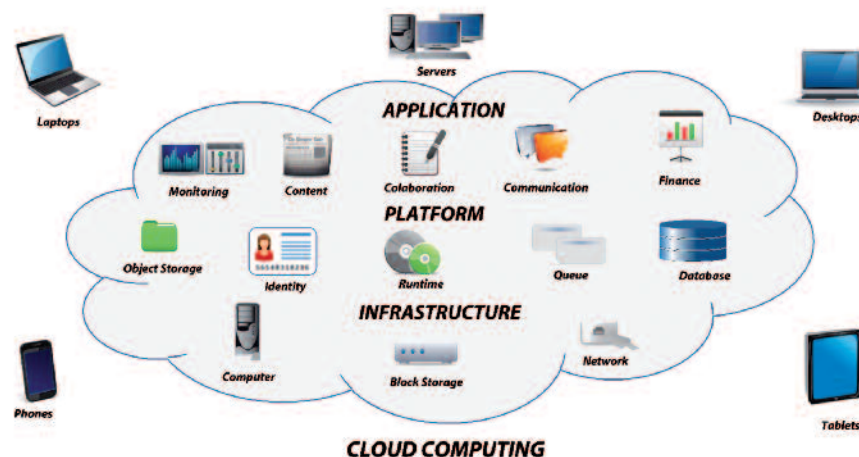 Servers
Laptops
Desktops
APPLICATION
Monitoring
Content
Colaboration
Communication
Finance
PLATFORM
Object Storage
Identity
Runtime
Queue
Database
INFRASTRUCTURE
Computer
Block Storage
Network
Phones
Tablets
CLOUD COMPUTING